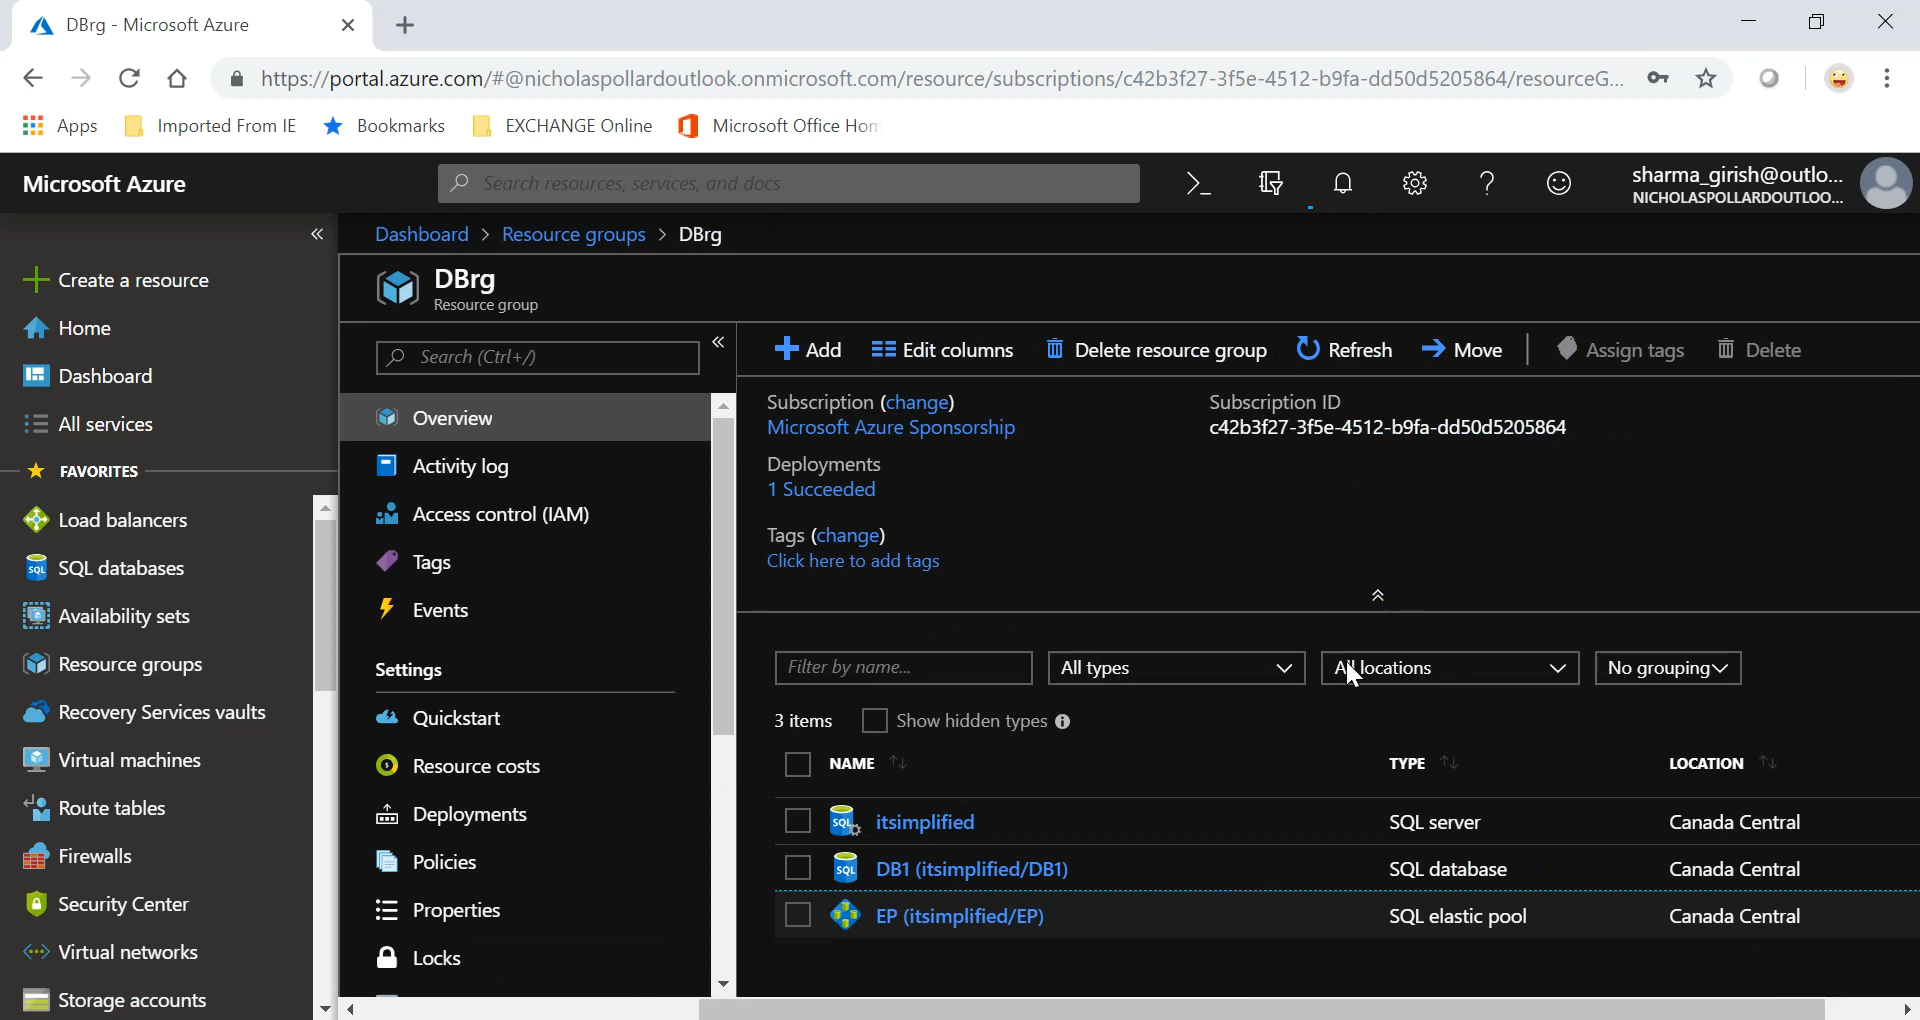 DBrg - Microsoft Azure
https://portal.azure.com/#@nicholaspollardoutlook.onmicrosoft.com/resource/subscriptions/c42b3f27-3f5e-4512-b9fa-dd50d5205864/resourceG...
Apps Imported From IE Bookmarks EXCHANGE Online Microsoft Office Hom
Microsoft Azure
Search resources, services, and docs
sharma_girish@outlo...
NICHOLASPOLLARDOUTLOO...
Dashboard > Resource groups > DBrg
DBrg
Resource group
Create a resource
Home
Dashboard
All services
FAVORITES
Load balancers
SQL databases
Availability sets
Resource groups
Recovery Services vaults
Virtual machines
Route tables
Firewalls
Security Center
Virtual networks
Storage accounts
Search (Ctrl+/)
Overview
Activity log
Access control (IAM)
Tags
Events
Settings
Quickstart
Resource costs
Deployments
Policies
Properties
Locks
Add Edit columns Delete resource group Refresh Move Assign tags Delete
Subscription (change)
Microsoft Azure Sponsorship
Subscription ID
c42b3f27-3f5e-4512-b9fa-dd50d5205864
Deployments
1 Succeeded
Tags (change)
Click here to add tags
Filter by name... All types All locations No grouping
3 items Show hidden types
NAME TYPE LOCATION
itsimplified SQL server Canada Central
DB1 (itsimplified/DB1) SQL database Canada Central
EP (itsimplified/EP) SQL elastic pool Canada Central